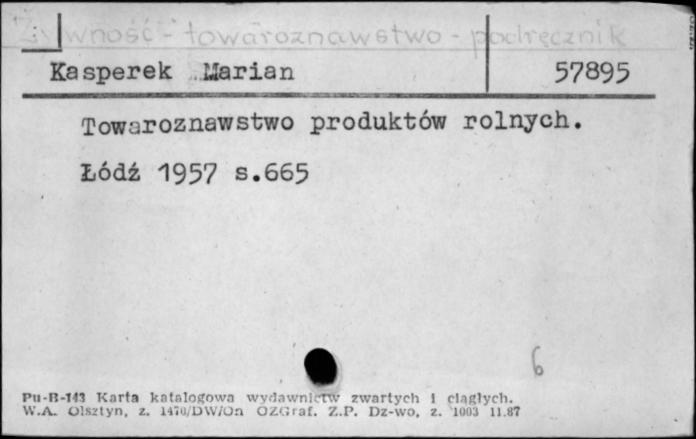 Żywność - towaroznawstwo - podręcznik
Kasperek Marian 57895
Towaroznawstwo produktów rolnych.
Łódź 1957 s.665
6
Pu-B-143 Karta katalogowa wydawnictw zwartych i ciągłych.
W.A. Olsztyn, z. 1470/DW/On OZGraf. Z.P. Dz-wo, z. 1003 11.87